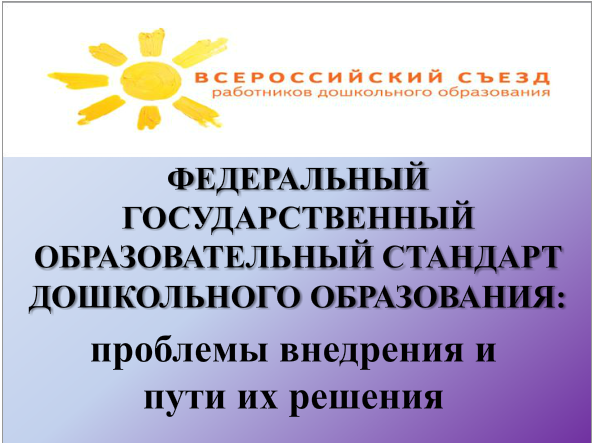 ВСЕРОССИЙСКИЙ СЪЕЗД
работников дошкольного образования
ФЕДЕРАЛЬНЫЙ
ГОСУДАРСТВЕННЫЙ
ОБРАЗОВАТЕЛЬНЫЙ СТАНДАРТ
ДОШКОЛЬНОГО ОБРАЗОВАНИЯ:
проблемы внедрения и
пути их решения